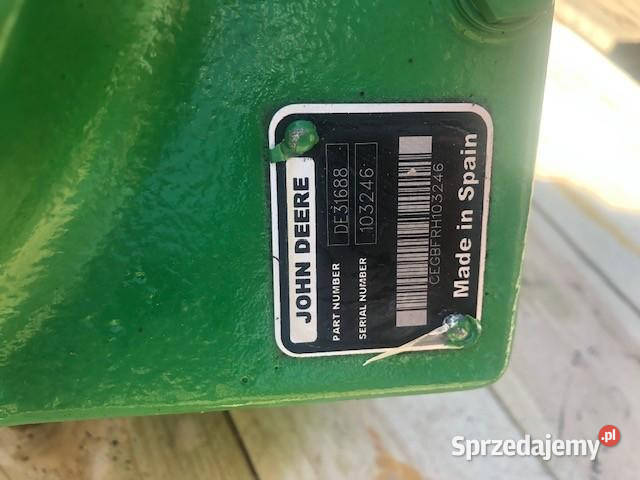 JOHN DEERE
PART NUMBER DE31688
SERIAL NUMBER 103246
CEGBFRH103246
Made in Spain
Sprzedajemy.pl